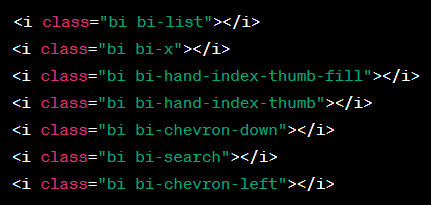 <i class="bi bi-list"></i>
<i class="bi bi-x"></i>
<i class="bi bi-hand-index-thumb-fill"></i>
<i class="bi bi-hand-index-thumb"></i>
<i class="bi bi-chevron-down"></i>
<i class="bi bi-search"></i>
<i class="bi bi-chevron-left"></i>